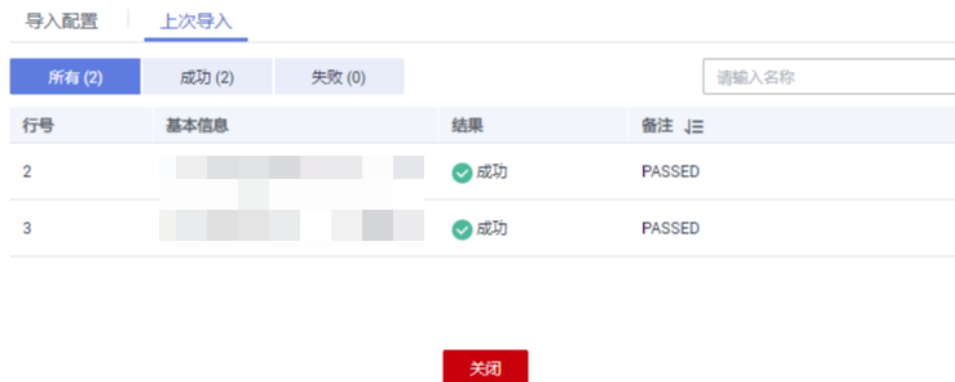 导入配置 上次导入
所有 (2) 成功 (2) 失败 (0) 请输入名称
行号 基本信息 结果 备注
2 成功 PASSED
3 成功 PASSED
关闭